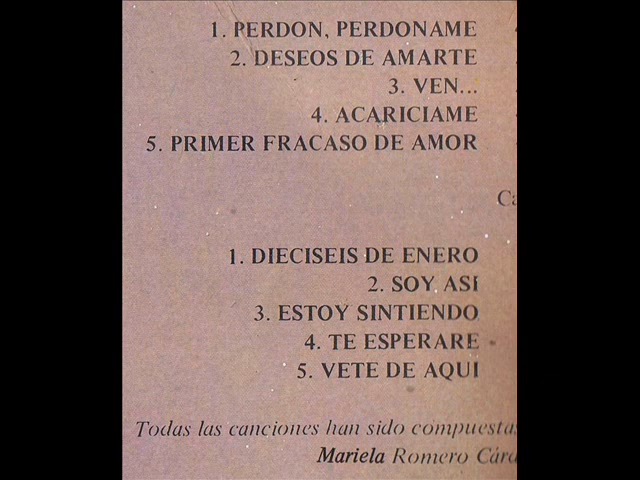 1. PERDON, PERDONAME
2. DESEOS DE AMARTE
3. VEN...
4. ACARICIAME
5. PRIMER FRACASO DE AMOR
Ca
1. DIECISEIS DE ENERO
2. SOY ASI
3. ESTOY SINTIENDO
4. TE ESPERARE
5. VETE DE AQUI
Todas las canciones han sido compuestas
Mariela Romero Cárd